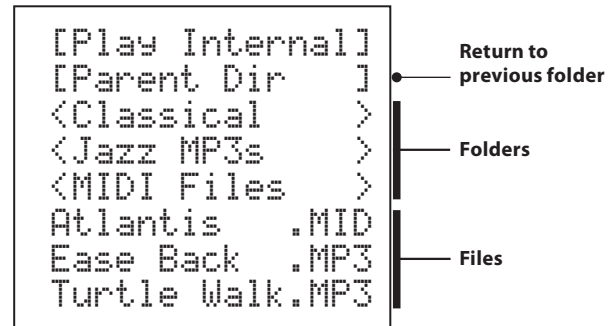 [Play Internal]
[Parent Dir ]
<Classical >
<Jazz MP3s >
<MIDI Files >
Atlantis .MID
Ease Back .MP3
Turtle Walk.MP3
Return to
previous folder
Folders
Files